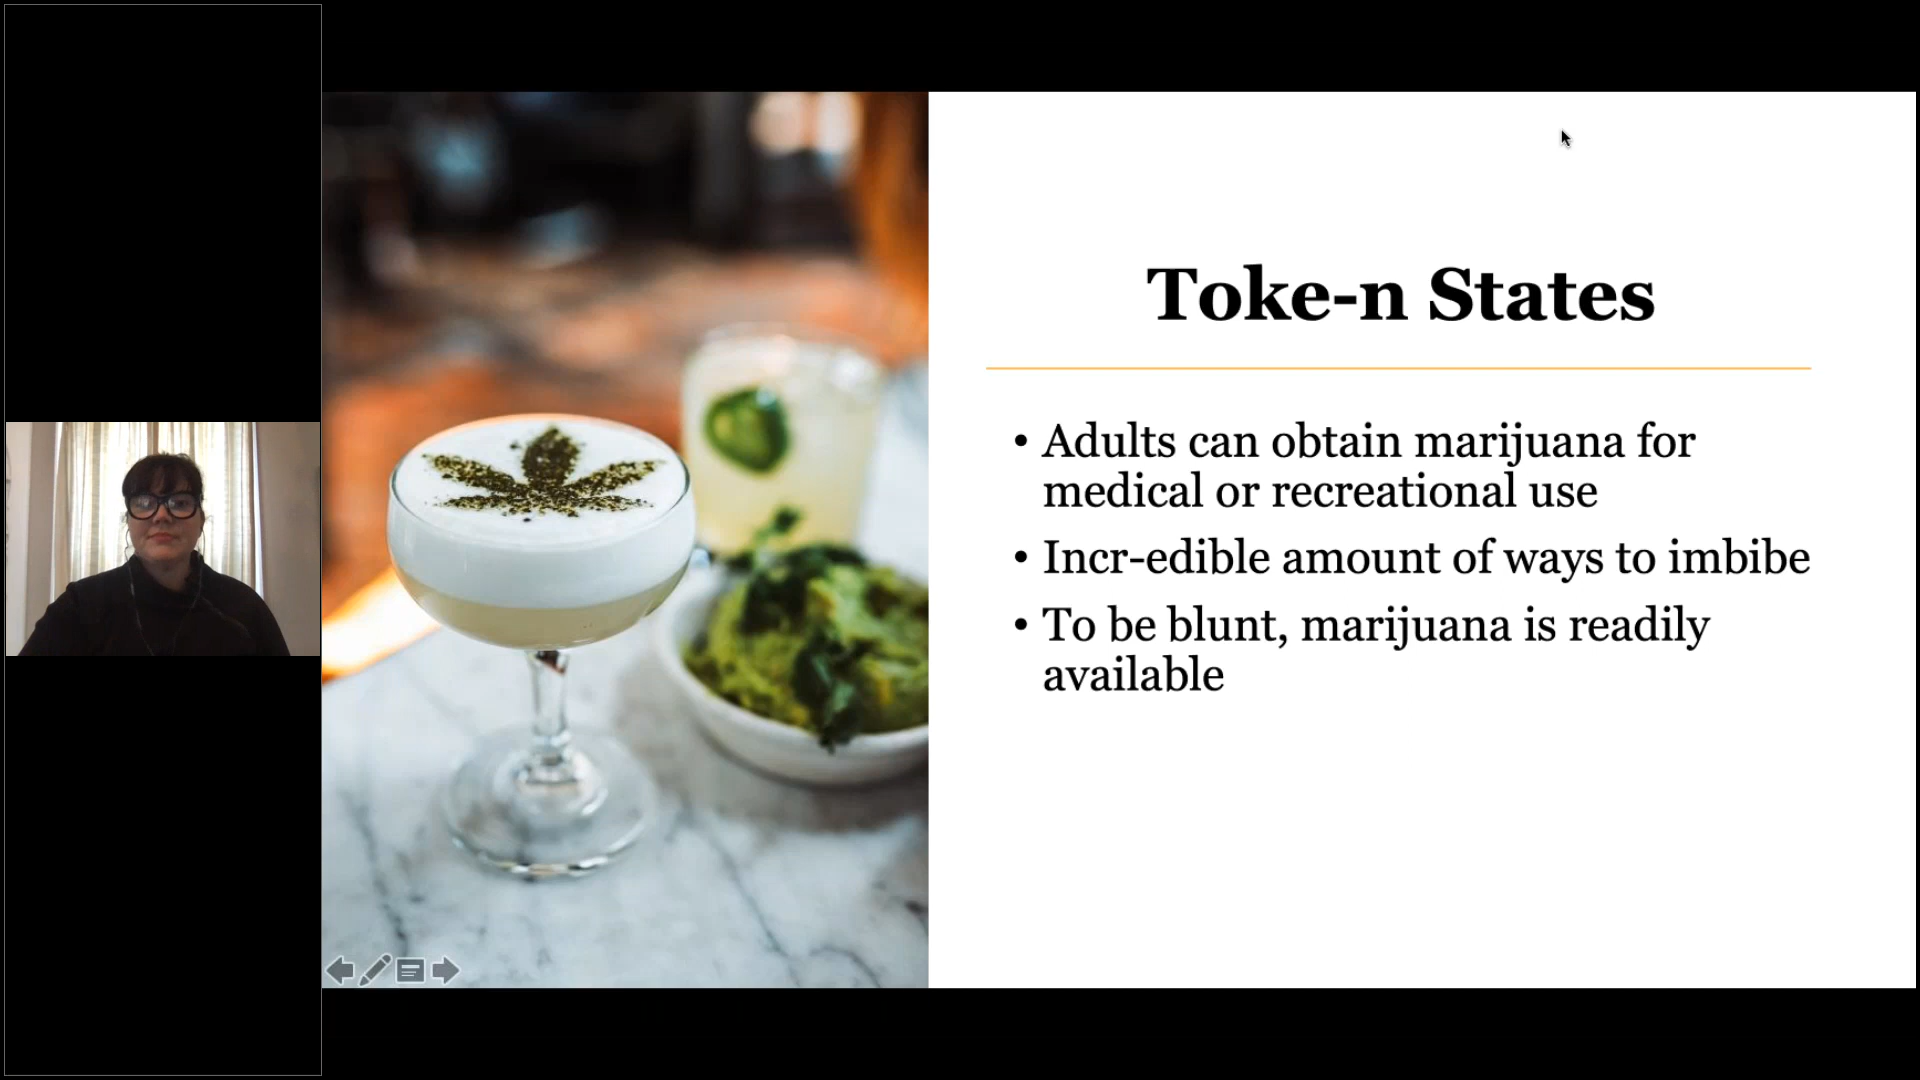 Toke-n States
• Adults can obtain marijuana for
medical or recreational use
• Incr-edible amount of ways to imbibe
• To be blunt, marijuana is readily
available